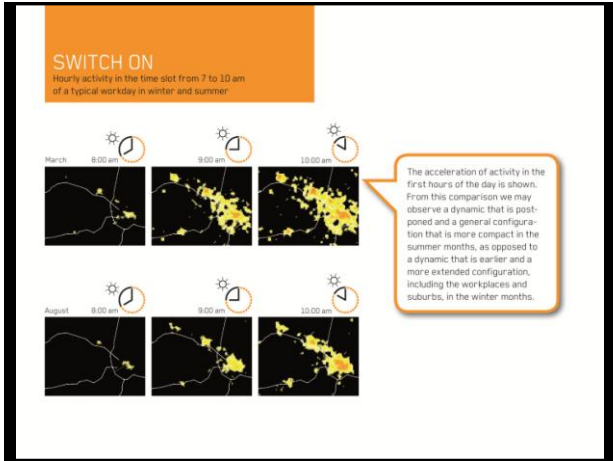 SWITCH ON
Hourly activity in the time slot from 7 to 10 am
of a typical workday in winter and summer
March 8:00 am 9:00 am 10:00 am
The acceleration of activity in the
first hours of the day is shown.
From this comparison we may
observe a dynamic that is post-
poned and a general configura-
tion that is more compact in the
summer months, as opposed to
a dynamic that is earlier and a
more extended configuration,
including the workplaces and
suburbs, in the winter months.
August 8:00 am 9:00 am 10:00 am